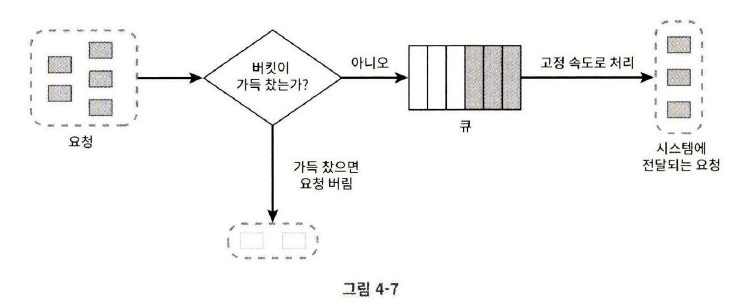 요청
버킷이
가득 찼는가?
아니오
큐
고정 속도로 처리
시스템에
전달되는 요청
가득 찼으면
요청 버림
그림 4-7